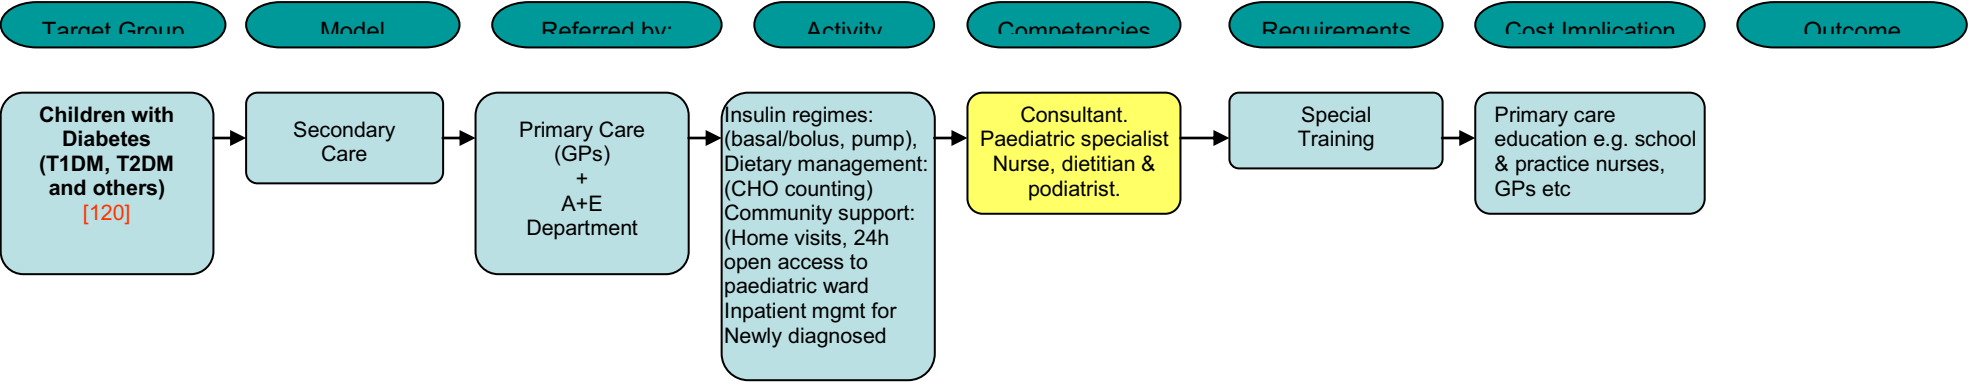 Target Group
Model
Referred by:
Activity
Competencies
Requirements
Cost Implication
Outcome
Children with
Diabetes
(T1DM, T2DM
and others)
[120]
Secondary
Care
Primary Care
(GPs)
+
A+E
Department
Insulin regimes:
(basal/bolus, pump),
Dietary management:
(CHO counting)
Community support:
(Home visits, 24h
open access to
paediatric ward
Inpatient mgmt for
Newly diagnosed
Consultant.
Paediatric specialist
Nurse, dietitian &
podiatrist.
Special
Training
Primary care
education e.g. school
& practice nurses,
GPs etc